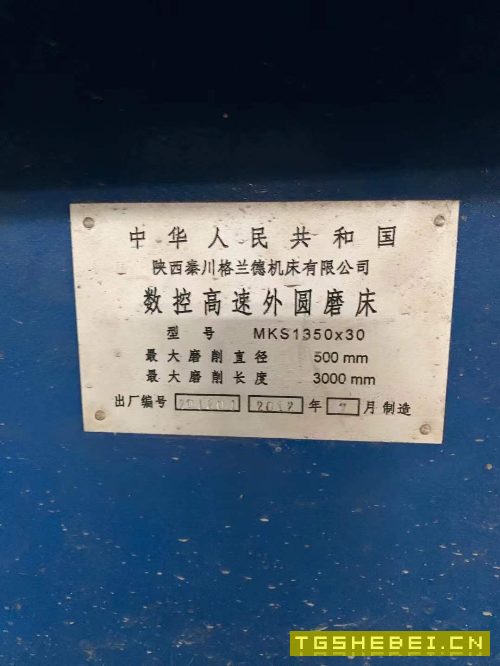 中华人民共和国
陕西秦川格兰德机床有限公司
数控高速外圆磨床
型号 MKS1350x30
最大磨削直径 500 mm
最大磨削长度 3000 mm
出厂编号 2012 年 7 月制造
TGSHEBEI.CN